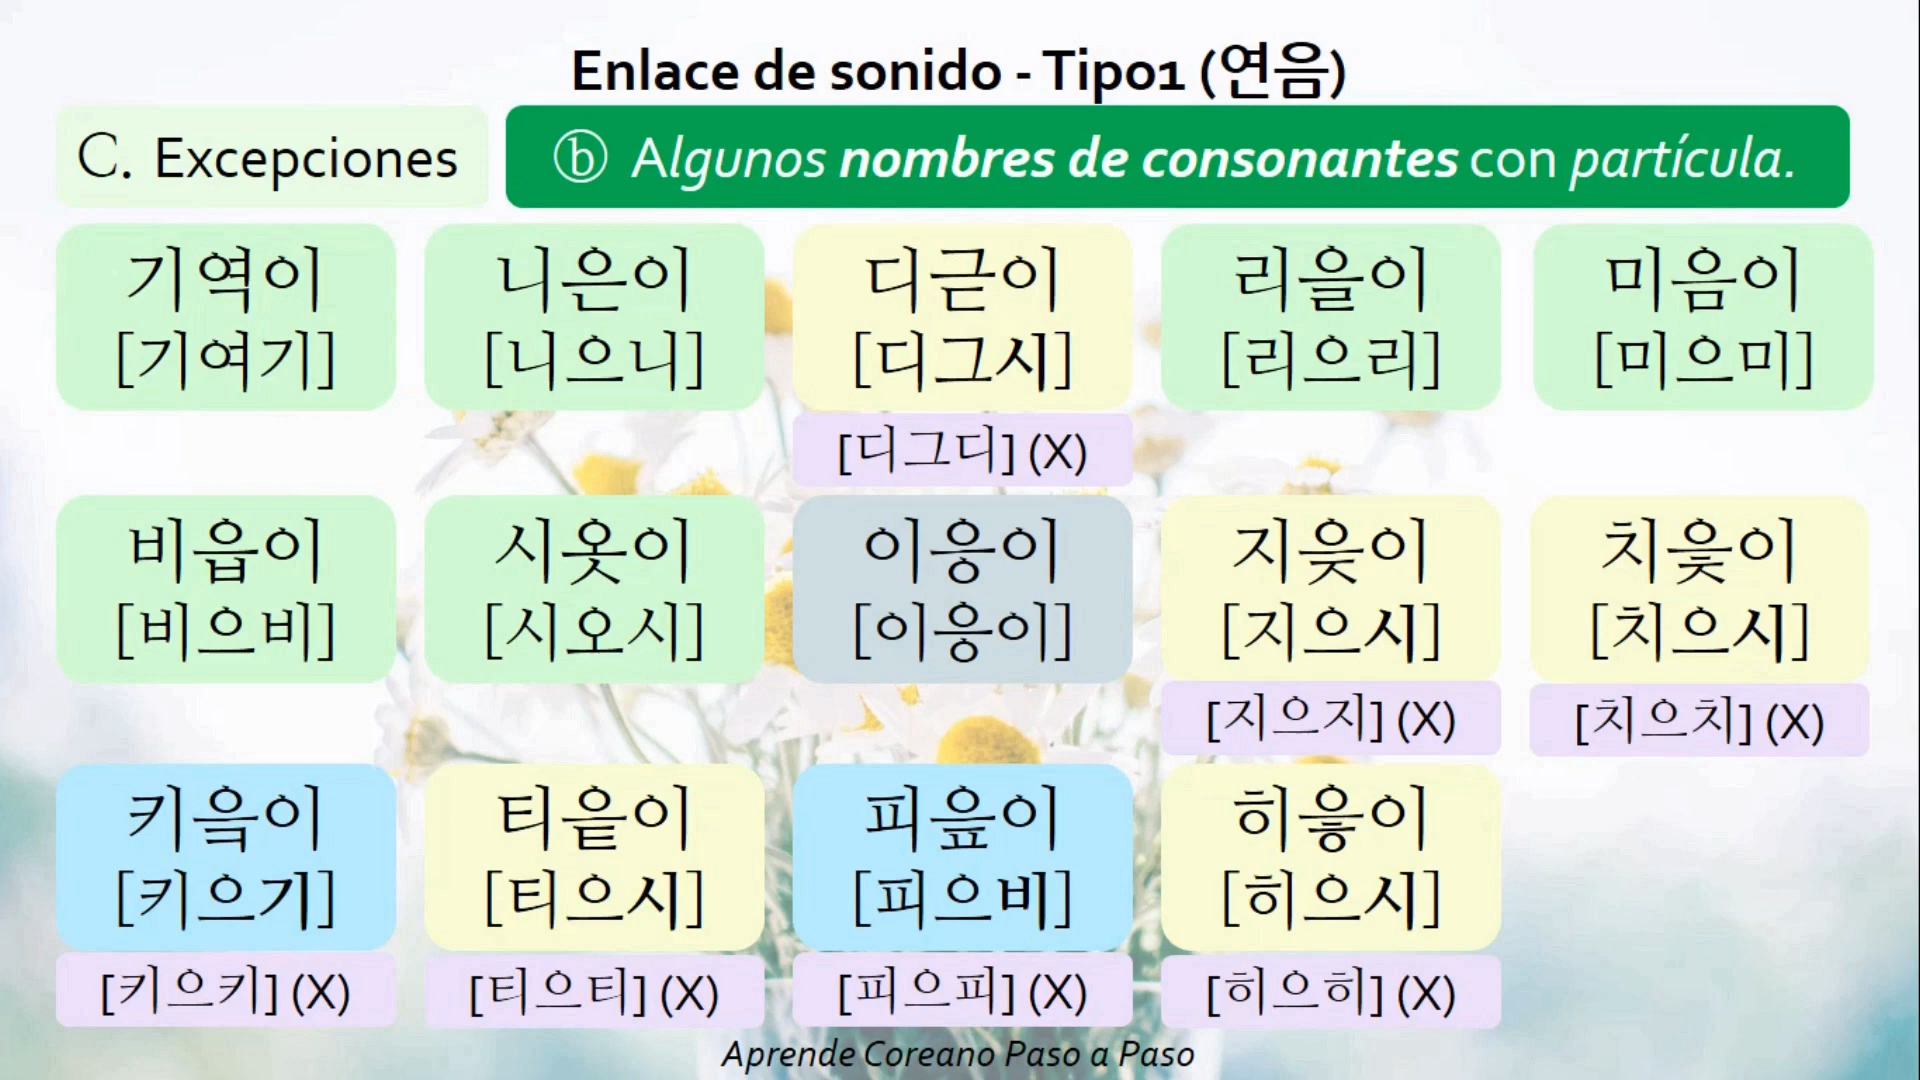 Enlace de sonido - Tipo1 (연음)
C. Excepciones
ⓑ Algunos nombres de consonantes con partícula.
기역이 니은이 디귿이 리을이 미음이
[기여기] [니으니] [디그시] [리으리] [미으미]
[디그디] (X)
비읍이 시옷이 이응이 지읒이 치읓이
[비으비] [시오시] [이응이] [지으시] [치으시]
[지으지] (X) [치으치] (X)
키읔이 티읕이 피읖이 히읗이
[키으기] [티으시] [피으비] [히으시]
[키으키] (X) [티으티] (X) [피으피] (X) [히으히] (X)
Aprende Coreano Paso a Paso